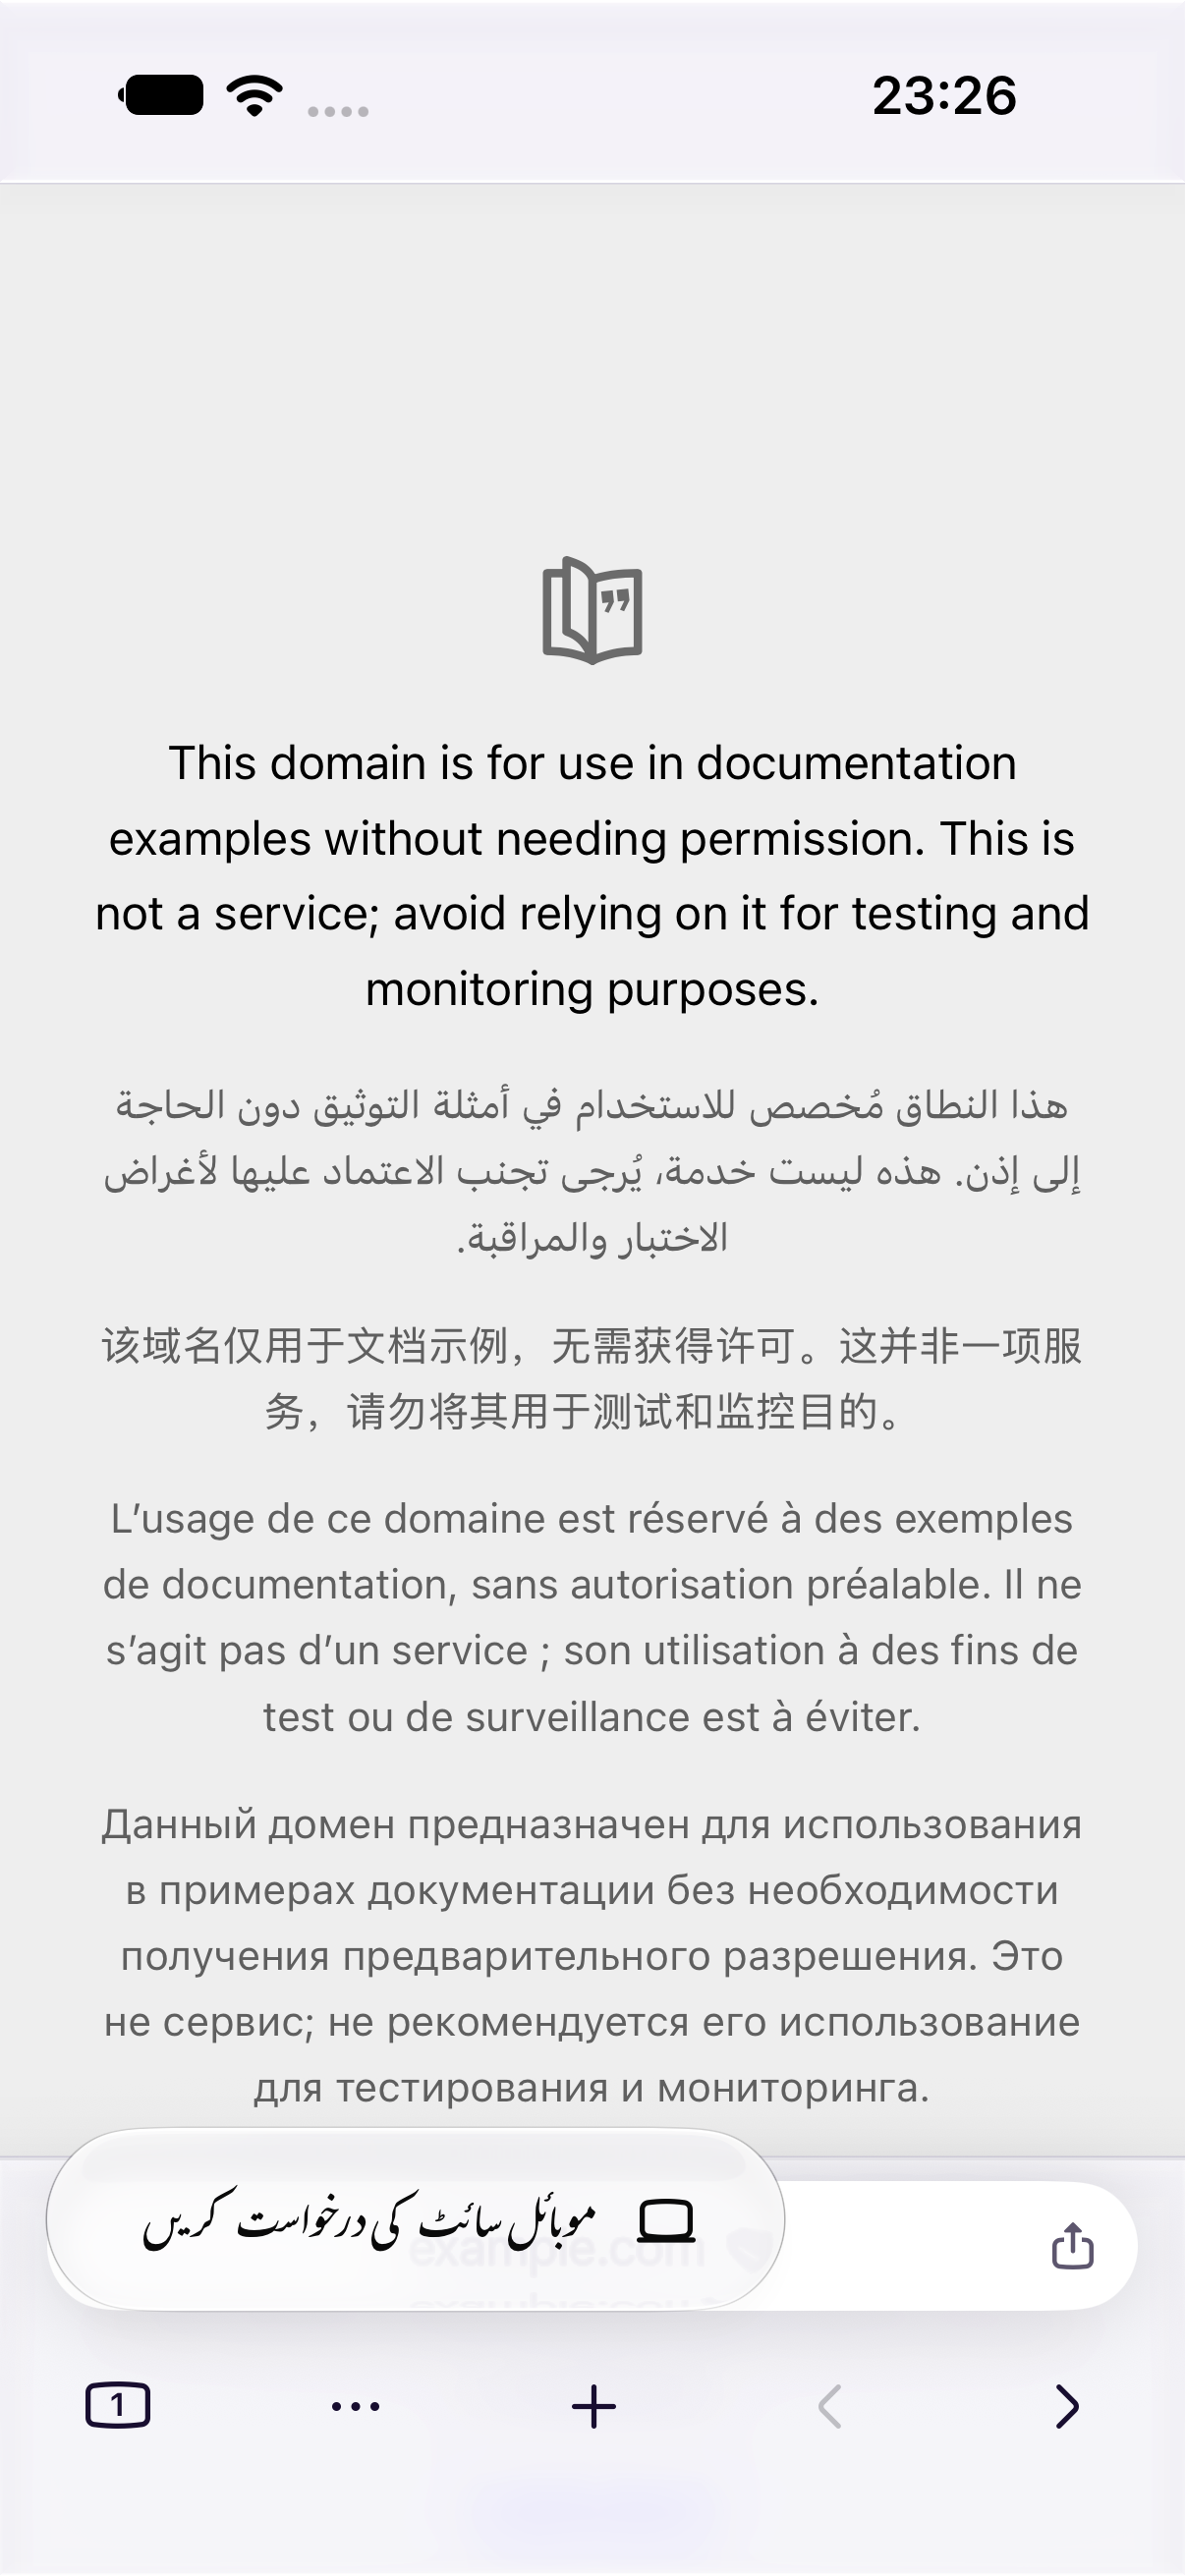 23:26
This domain is for use in documentation
examples without needing permission. This is
not a service; avoid relying on it for testing and
monitoring purposes.
هذا النطاق مُخصص للاستخدام في أمثلة التوثيق دون الحاجة
إلى إذن. هذه ليست خدمة، يُرجى تجنب الاعتماد عليها لأغراض
الاختبار والمراقبة.
该域名仅用于文档示例，无需获得许可。这并非一项服
务，请勿将其用于测试和监控目的。
L’usage de ce domaine est réservé à des exemples
de documentation, sans autorisation préalable. Il ne
s’agit pas d’un service ; son utilisation à des fins de
test ou de surveillance est à éviter.
Данный домен предназначен для использования
в примерах документации без необходимости
получения предварительного разрешения. Это
не сервис; не рекомендуется его использование
для тестирования и мониторинга.
موبائل سائٹ کی درخواست کریں
example.com
1